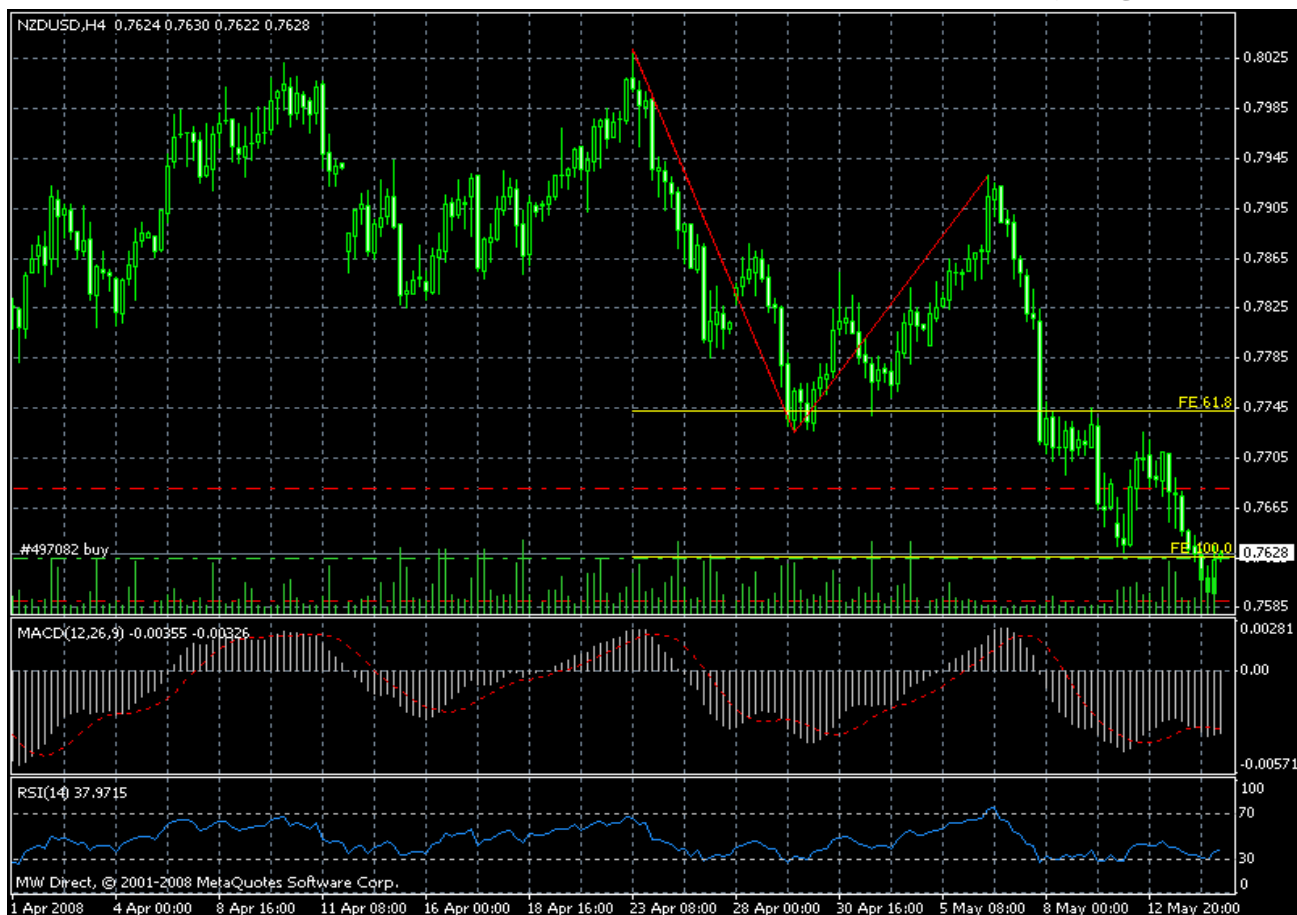 NZDUSD,H4 0.7624 0.7630 0.7622 0.7628
0.8025
0.7985
0.7945
0.7905
0.7865
0.7825
0.7785
0.7745
FE 61.8
0.7705
0.7665
#497082 buy
FE 100.0
0.7628
0.7585
MACD(12,26,9) -0.00355 -0.00326
0.00281
0.00
-0.00571
RSI(14) 37.9715
100
70
30
0
MW Direct, © 2001-2008 MetaQuotes Software Corp.
1 Apr 2008 4 Apr 00:00 8 Apr 16:00 11 Apr 08:00 16 Apr 00:00 18 Apr 16:00 23 Apr 08:00 28 Apr 00:00 30 Apr 16:00 5 May 08:00 8 May 00:00 12 May 20:00